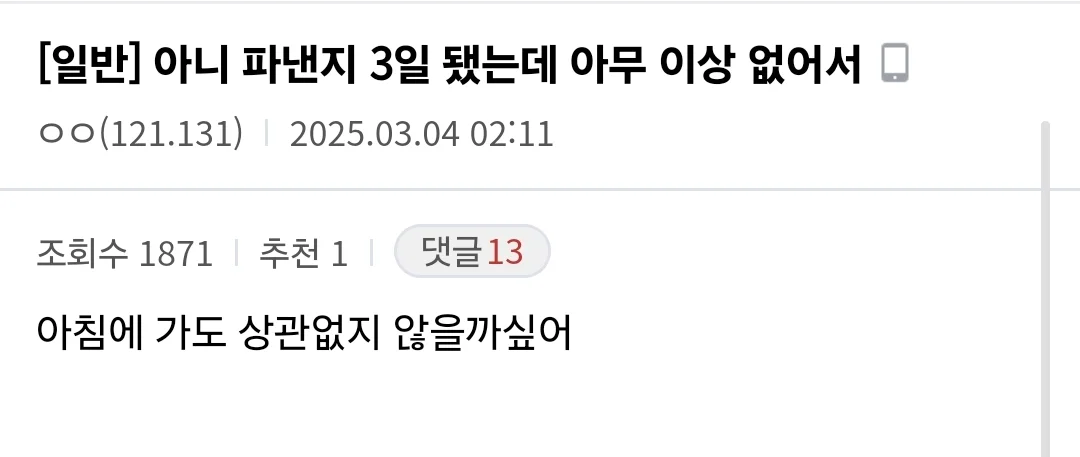 [일반] 아니 파낸지 3일 됐는데 아무 이상 없어서
ㅇㅇ(121.131) | 2025.03.04 02:11
조회수 1871 | 추천 1 | 댓글 13
아침에 가도 상관없지 않을까싶어